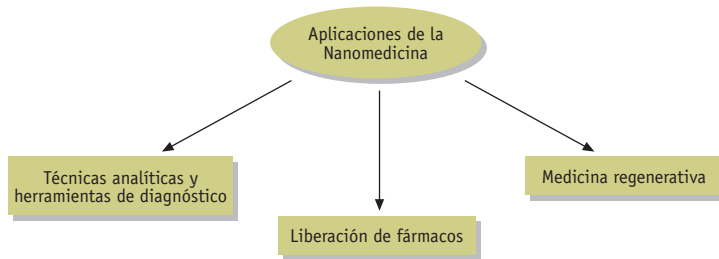 Aplicaciones de la
Nanomedicina
Técnicas analíticas y
herramientas de diagnóstico
Liberación de fármacos
Medicina regenerativa